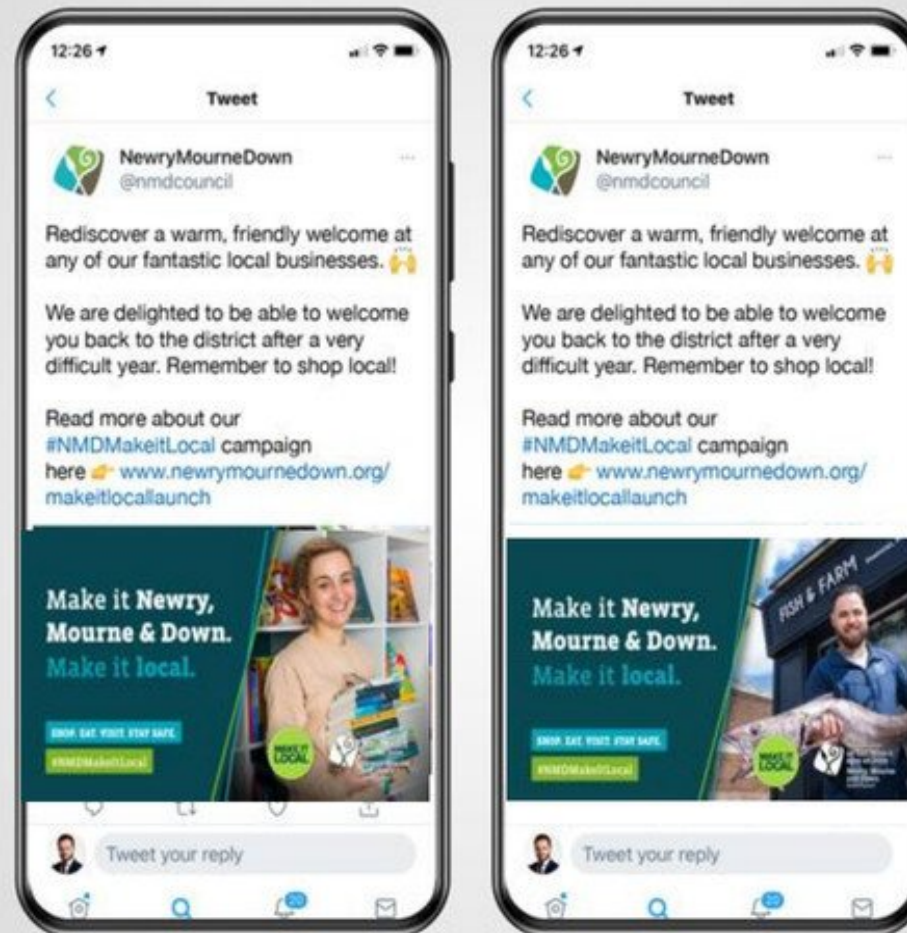 12:26
Tweet
NewryMourneDown
@nmdcouncil
Rediscover a warm, friendly welcome at
any of our fantastic local businesses. 🙌
We are delighted to be able to welcome
you back to the district after a very
difficult year. Remember to shop local!
Read more about our
#NMDMakeitLocal campaign
here 👉 www.newrymournedown.org/
makeitlocallaunch
Make it Newry,
Mourne & Down.
Make it local.
SHOP. EAT. VISIT. STAY SAFE.
#NMDMakeitLocal
MAKE IT
LOCAL
Tweet your reply
20
12:26
Tweet
NewryMourneDown
@nmdcouncil
Rediscover a warm, friendly welcome at
any of our fantastic local businesses. 🙌
We are delighted to be able to welcome
you back to the district after a very
difficult year. Remember to shop local!
Read more about our
#NMDMakeitLocal campaign
here 👉 www.newrymournedown.org/
makeitlocallaunch
FISH & FARM
Make it Newry,
Mourne & Down.
Make it local.
SHOP. EAT. VISIT. STAY SAFE.
#NMDMakeitLocal
MAKE IT
LOCAL
Newry, Mourne
and Down
Tweet your reply
20